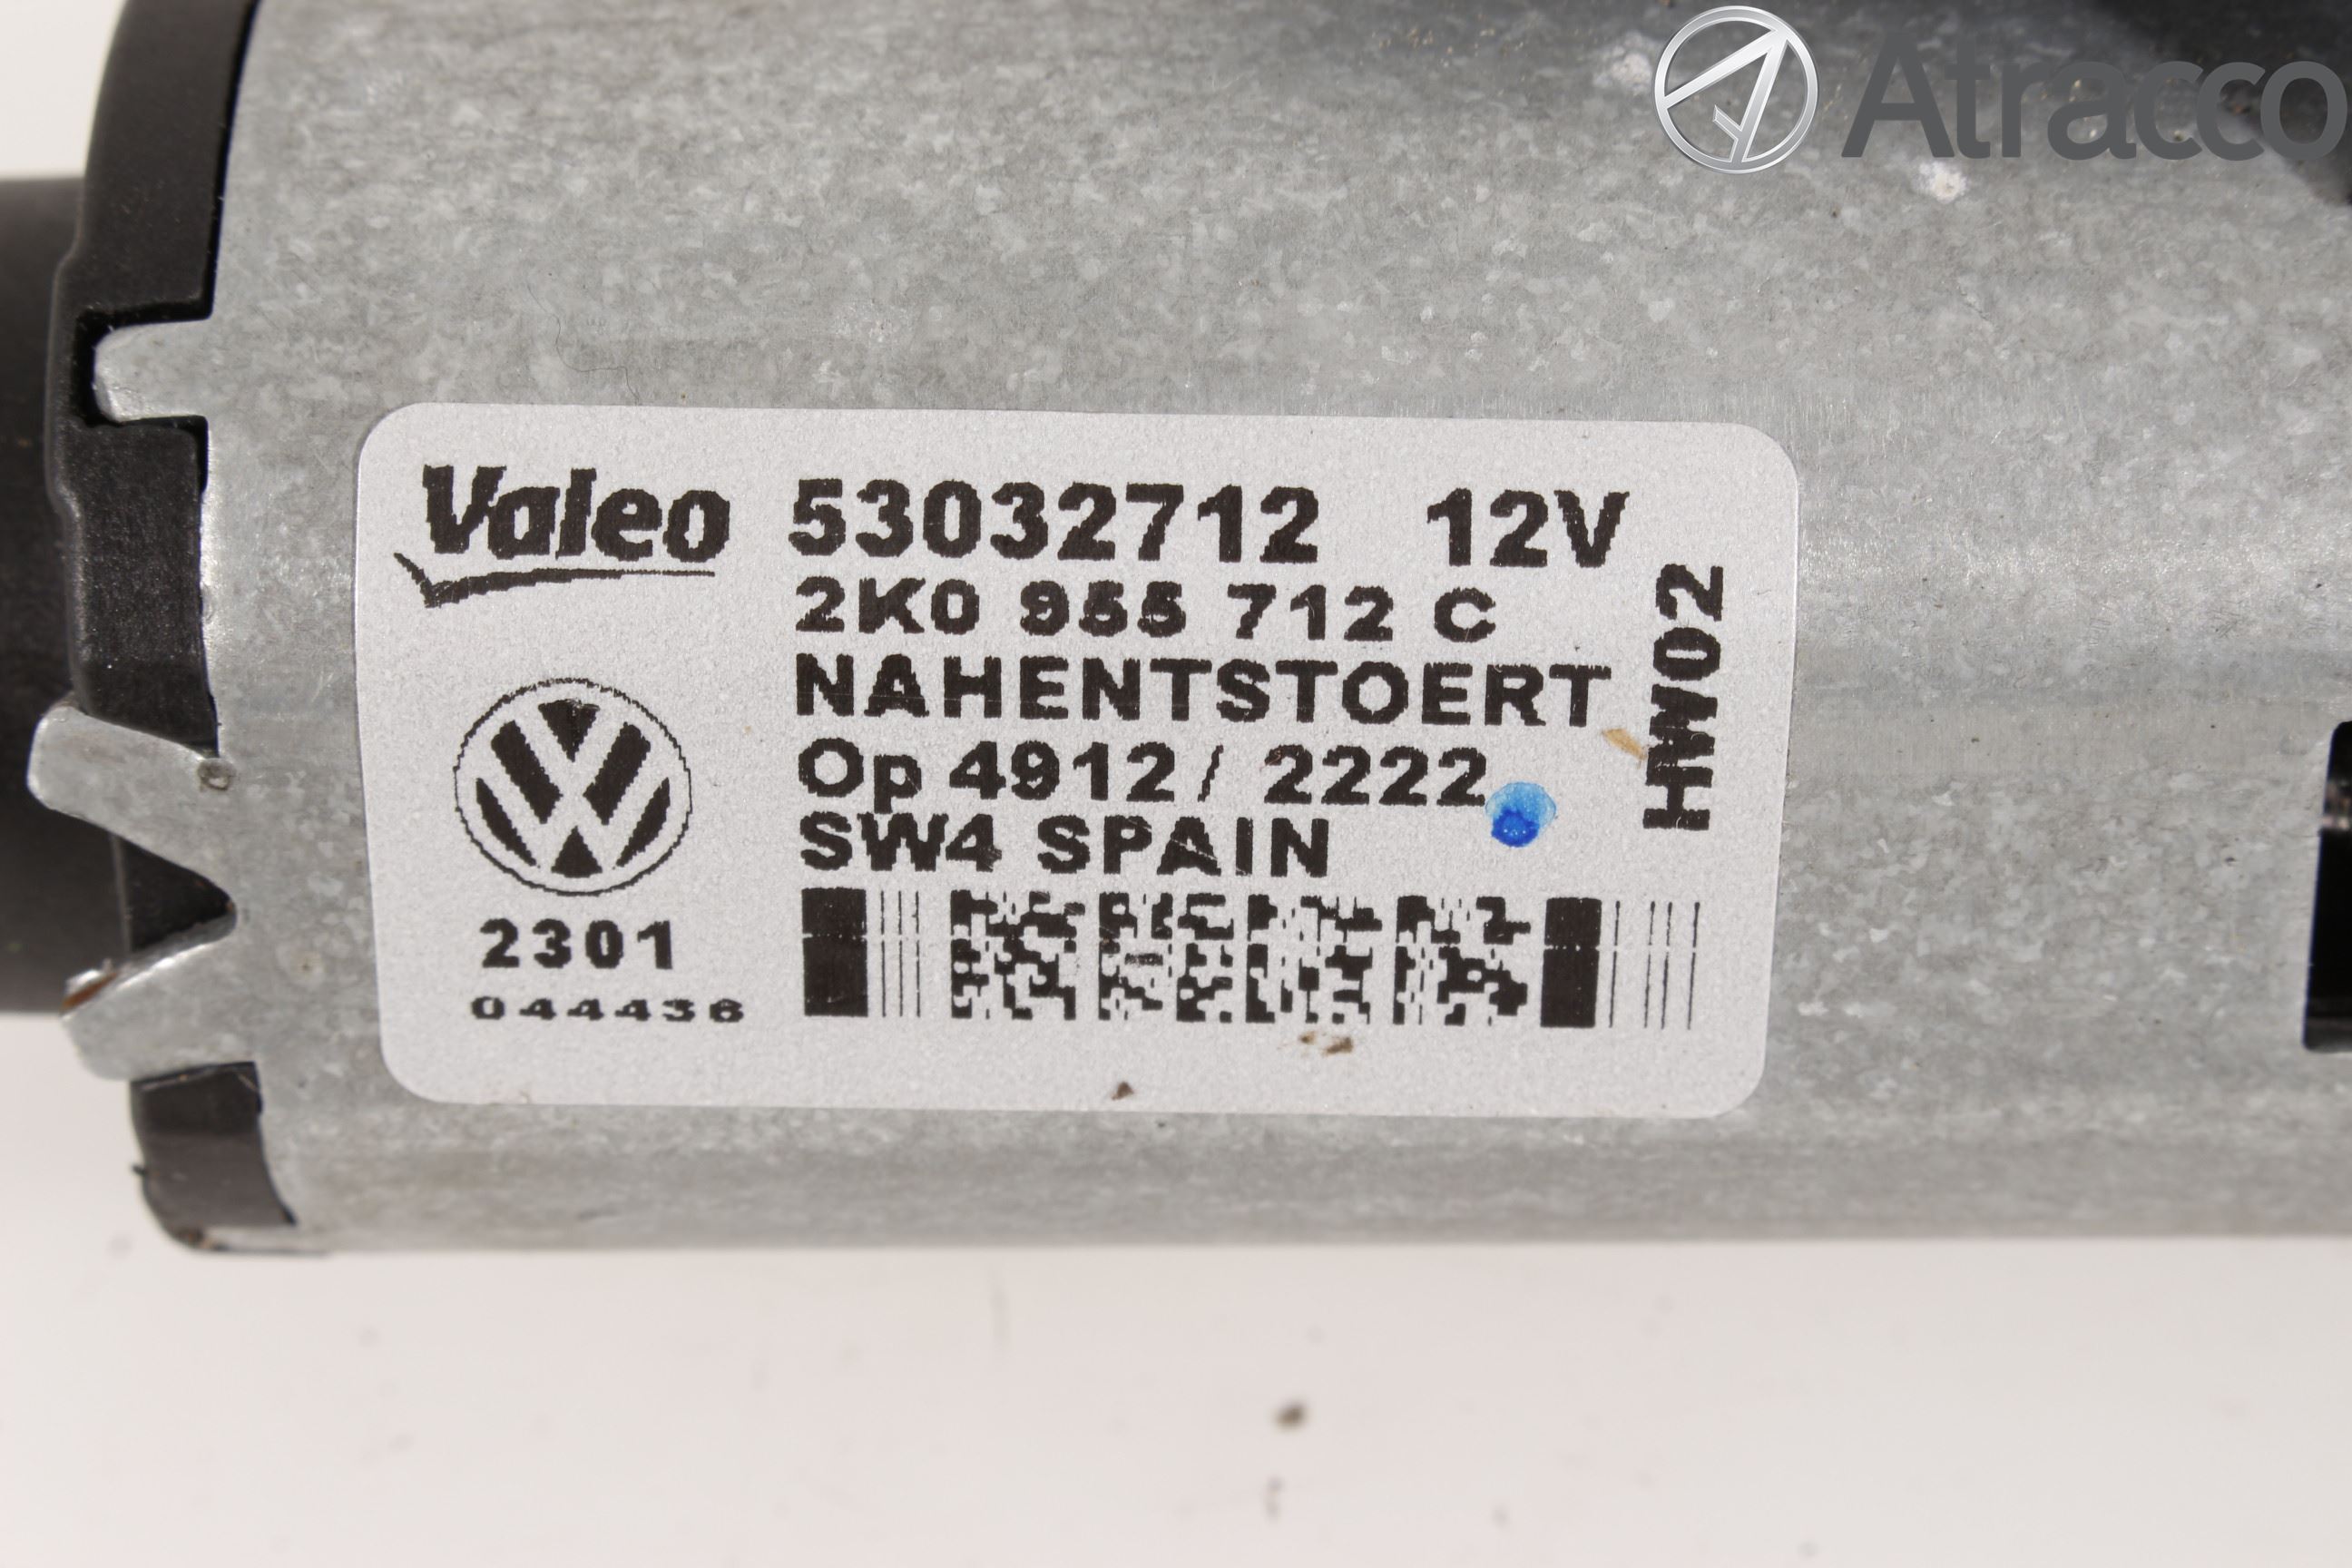 Atracco
Valeo 53032712 12V
2K0 955 712 C
NAHENTSTOERT
Op 4912 / 2222
SW4 SPAIN
HW02
2301
044436